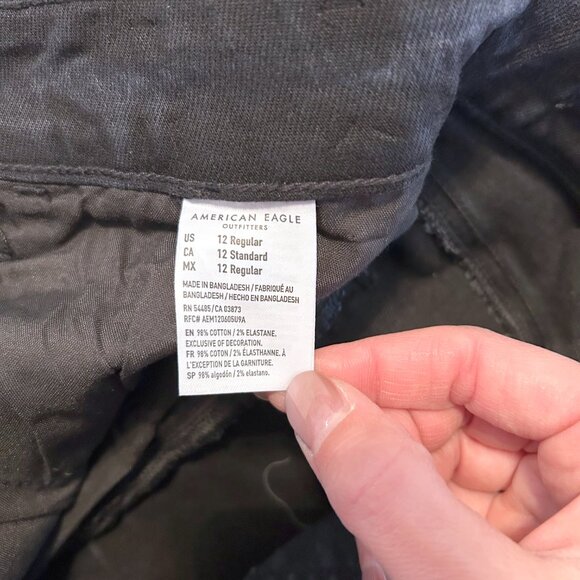 AMERICAN EAGLE
OUTFITTERS
US 12 Regular
CA 12 Standard
MX 12 Regular
MADE IN BANGLADESH / FABRIQUÉ AU
BANGLADESH / HECHO EN BANGLADESH
RN 54485/CA 03873
RFC# AEM120605U9A
EN 98% COTTON / 2% ELASTANE.
EXCLUSIVE OF DECORATION.
FR 98% COTON / 2% ÉLASTHANNE. À
L'EXCEPTION DE LA GARNITURE.
SP 98% algodón / 2% elastano.